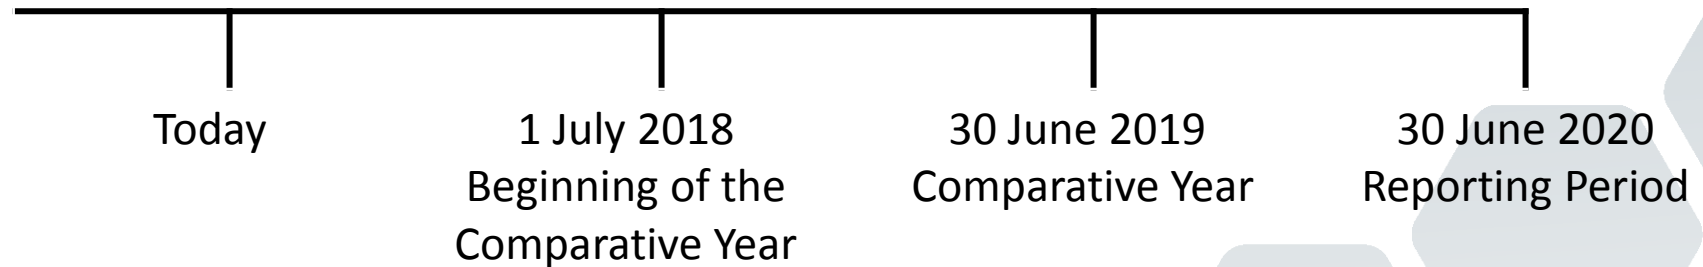 Today
1 July 2018
Beginning of the
Comparative Year
30 June 2019
Comparative Year
30 June 2020
Reporting Period